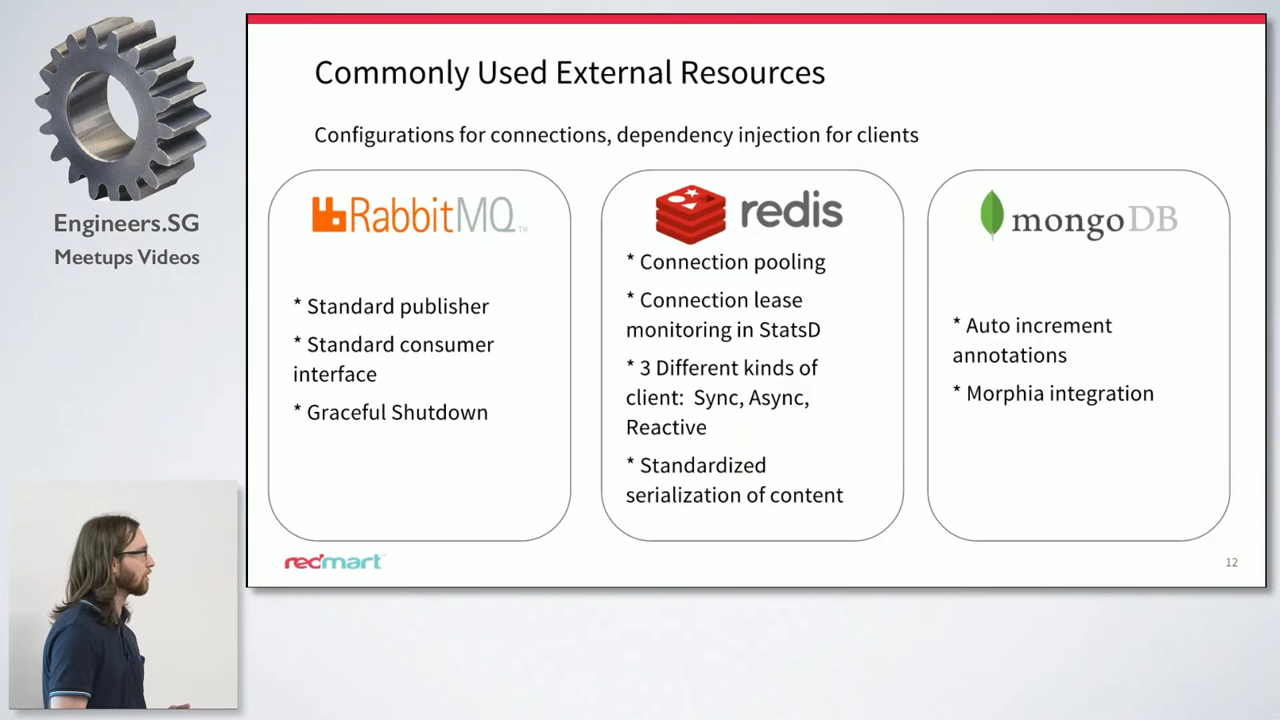 Engineers.SG
Meetups Videos
Commonly Used External Resources
Configurations for connections, dependency injection for clients
RabbitMQ
TM
* Standard publisher
* Standard consumer
interface
* Graceful Shutdown
redis
* Connection pooling
* Connection lease
monitoring in StatsD
* 3 Different kinds of
client:  Sync, Async,
Reactive
* Standardized
serialization of content
mongoDB
* Auto increment
annotations
* Morphia integration
redmart
12